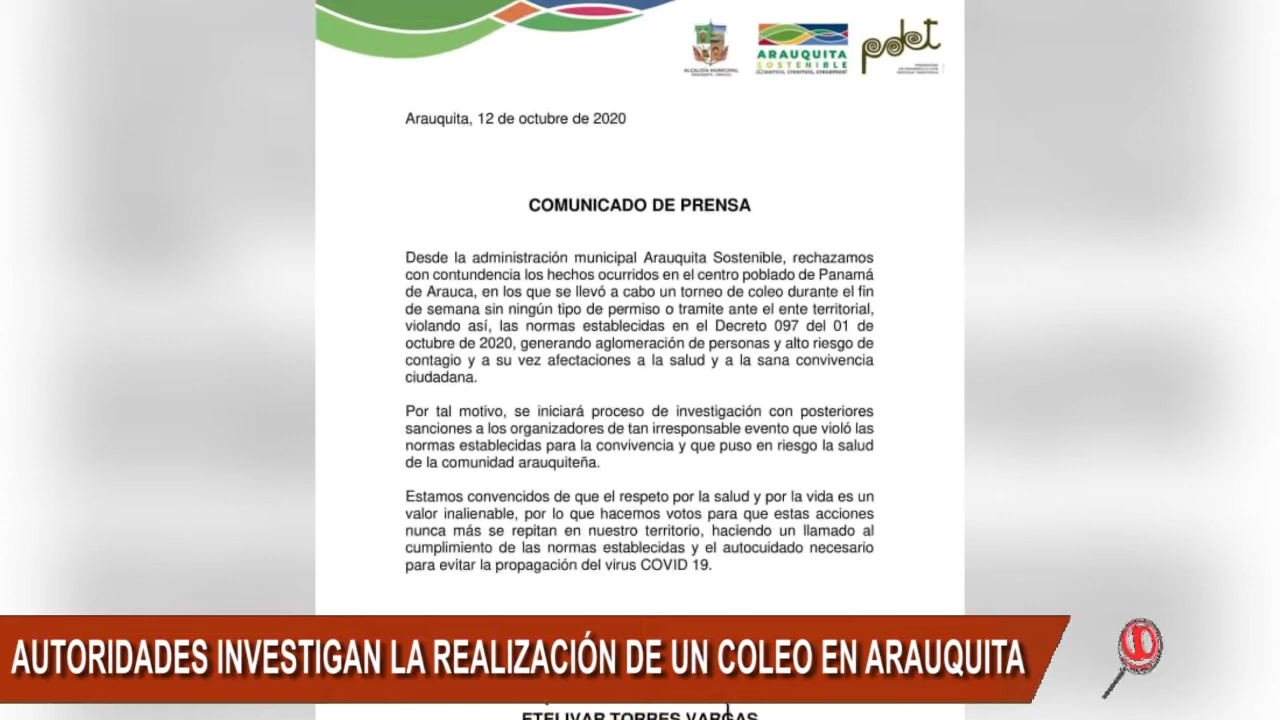 ALCALDÍA MUNICIPAL
ARAUQUITA
SOSTENIBLE
¡Creamos, creemos, crecemos!
pdet
Arauquita, 12 de octubre de 2020
COMUNICADO DE PRENSA
Desde la administración municipal Arauquita Sostenible, rechazamos
con contundencia los hechos ocurridos en el centro poblado de Panamá
de Arauca, en los que se llevó a cabo un torneo de coleo durante el fin
de semana sin ningún tipo de permiso o tramite ante el ente territorial,
violando así, las normas establecidas en el Decreto 097 del 01 de
octubre de 2020, generando aglomeración de personas y alto riesgo de
contagio y a su vez afectaciones a la salud y a la sana convivencia
ciudadana.
Por tal motivo, se iniciará proceso de investigación con posteriores
sanciones a los organizadores de tan irresponsable evento que violó las
normas establecidas para la convivencia y que puso en riesgo la salud
de la comunidad arauquiteña.
Estamos convencidos de que el respeto por la salud y por la vida es un
valor inalienable, por lo que hacemos votos para que estas acciones
nunca más se repitan en nuestro territorio, haciendo un llamado al
cumplimiento de las normas establecidas y el autocuidado necesario
para evitar la propagación del virus COVID 19.
AUTORIDADES INVESTIGAN LA REALIZACIÓN DE UN COLEO EN ARAUQUITA
ETELIVAR TORRES VARGAS